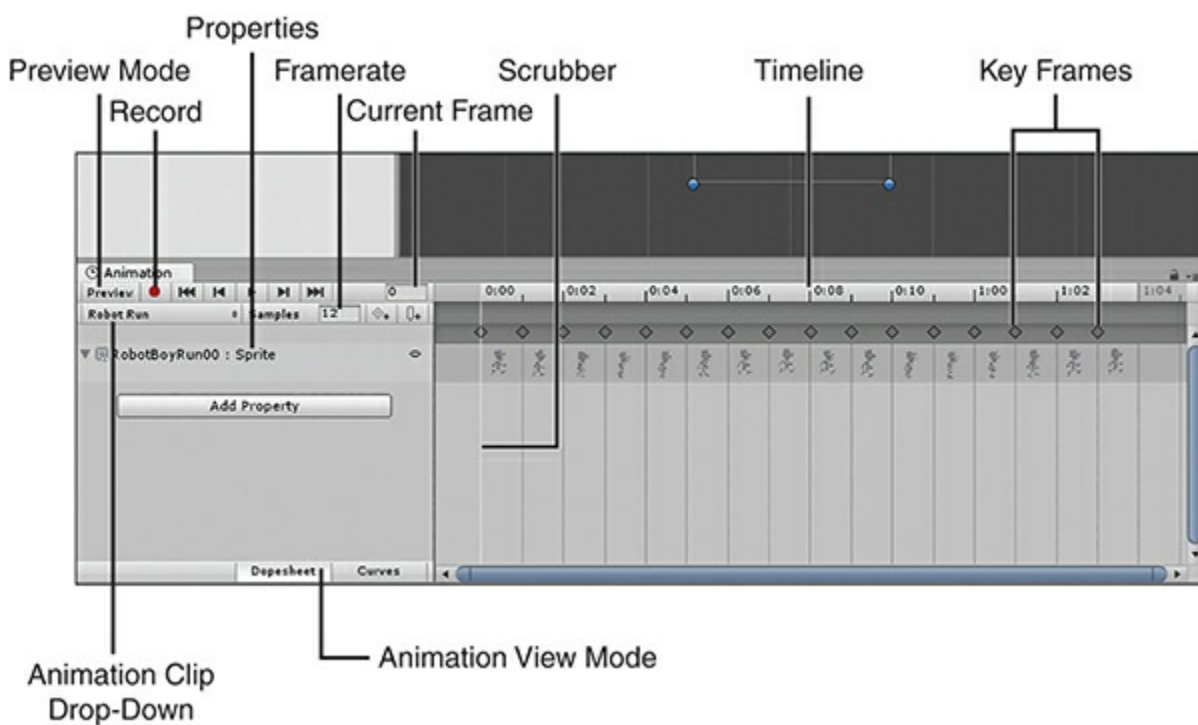 Properties
Preview Mode
Framerate
Scrubber
Timeline
Key Frames
Record
Current Frame
Animation
Preview
0
0:00
0:02
0:04
0:06
0:08
0:10
1:00
1:02
1:04
Robot Run
Samples
12
RobotBoyRun00 : Sprite
Add Property
Dopesheet
Curves
Animation View Mode
Animation Clip
Drop-Down